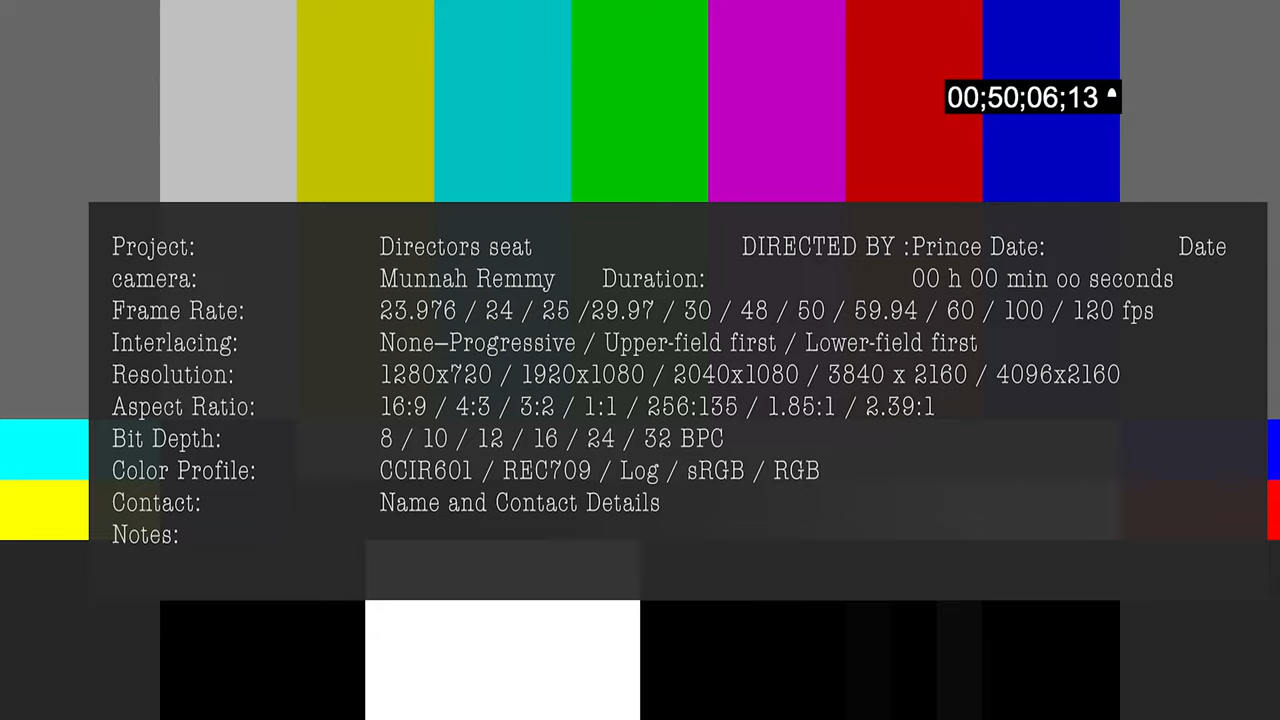 00;50;06;13
Project: Directors seat DIRECTED BY :Prince Date: Date
camera: Munnah Remmy Duration: 00 h 00 min oo seconds
Frame Rate: 23.976 / 24 / 25 /29.97 / 30 / 48 / 50 / 59.94 / 60 / 100 / 120 fps
Interlacing: None–Progressive / Upper-field first / Lower-field first
Resolution: 1280x720 / 1920x1080 / 2040x1080 / 3840 x 2160 / 4096x2160
Aspect Ratio: 16:9 / 4:3 / 3:2 / 1:1 / 256:135 / 1.85:1 / 2.39:1
Bit Depth: 8 / 10 / 12 / 16 / 24 / 32 BPC
Color Profile: CCIR601 / REC709 / Log / sRGB / RGB
Contact: Name and Contact Details
Notes: